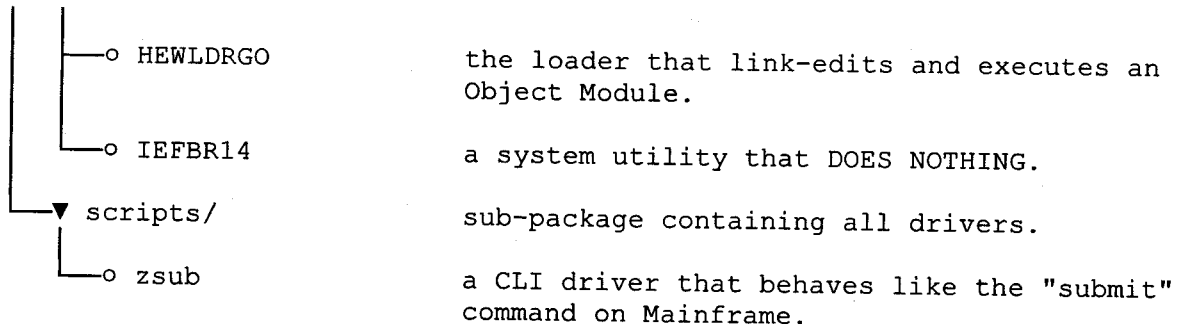 HEWLDRGO the loader that link-edits and executes an
Object Module.
IEFBR14 a system utility that DOES NOTHING.
scripts/ sub-package containing all drivers.
zsub a CLI driver that behaves like the "submit"
command on Mainframe.